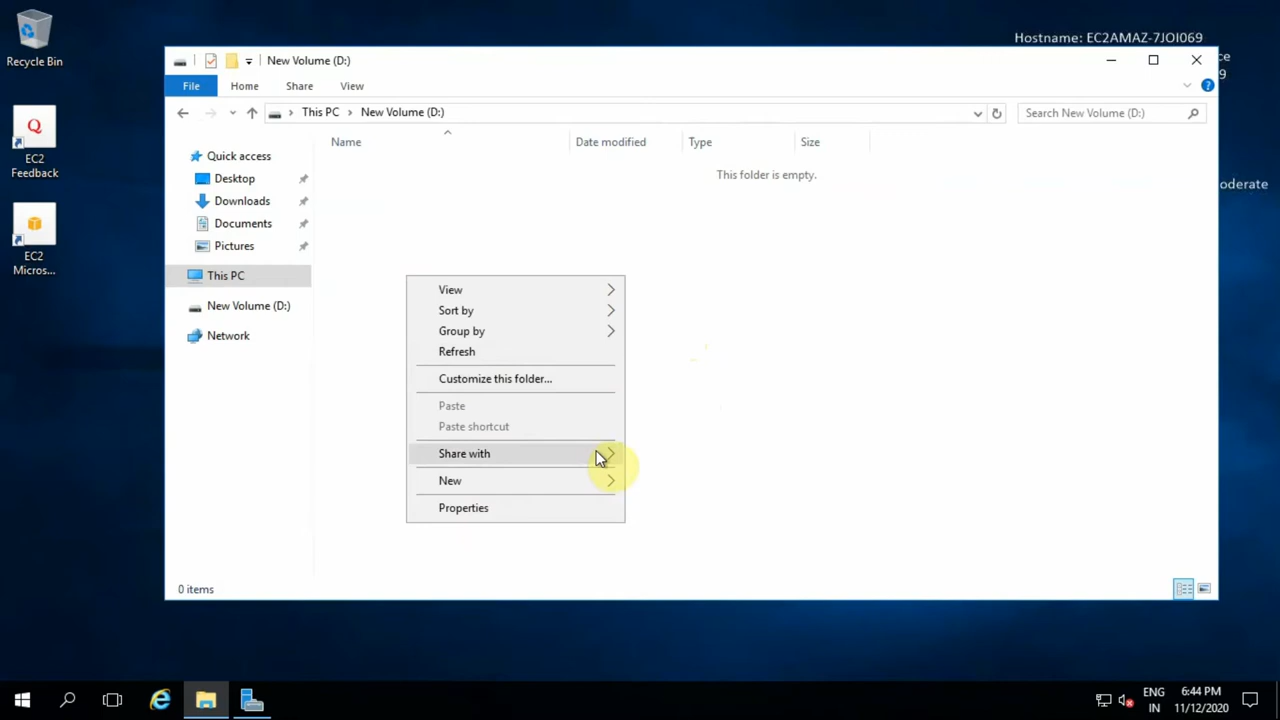 Recycle Bin
EC2
Feedback
EC2
Micros...
Hostname: EC2AMAZ-7JOI069
ce
9
oderate
New Volume (D:)
File
Home
Share
View
This PC
New Volume (D:)
Search New Volume (D:)
Quick access
Desktop
Downloads
Documents
Pictures
This PC
New Volume (D:)
Network
Name
Date modified
Type
Size
This folder is empty.
View
Sort by
Group by
Refresh
Customize this folder...
Paste
Paste shortcut
Share with
New
Properties
0 items
ENG
IN
6:44 PM
11/12/2020